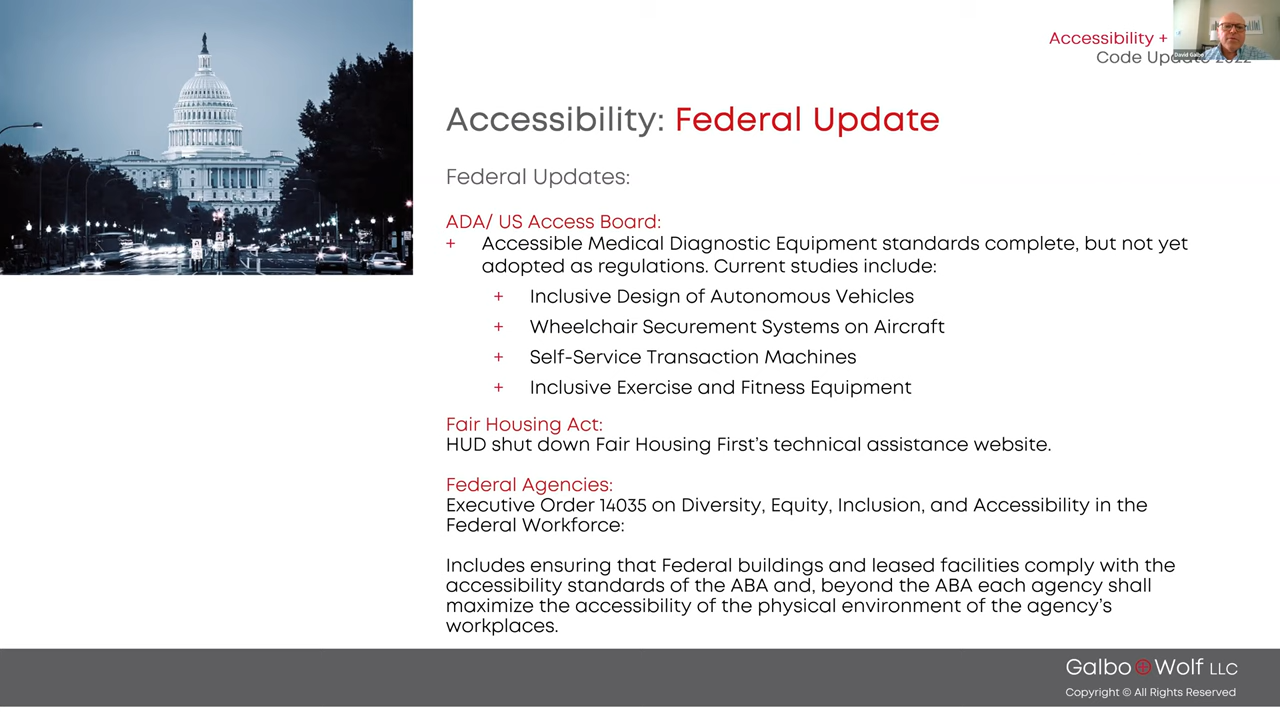 Accessibility +
Code Update 2022
David Galbo
Accessibility: Federal Update
Federal Updates:
ADA/ US Access Board:
+ Accessible Medical Diagnostic Equipment standards complete, but not yet
adopted as regulations. Current studies include:
+ Inclusive Design of Autonomous Vehicles
+ Wheelchair Securement Systems on Aircraft
+ Self-Service Transaction Machines
+ Inclusive Exercise and Fitness Equipment
Fair Housing Act:
HUD shut down Fair Housing First’s technical assistance website.
Federal Agencies:
Executive Order 14035 on Diversity, Equity, Inclusion, and Accessibility in the
Federal Workforce:
Includes ensuring that Federal buildings and leased facilities comply with the
accessibility standards of the ABA and, beyond the ABA each agency shall
maximize the accessibility of the physical environment of the agency’s
workplaces.
Galbo Wolf LLC
Copyright © All Rights Reserved